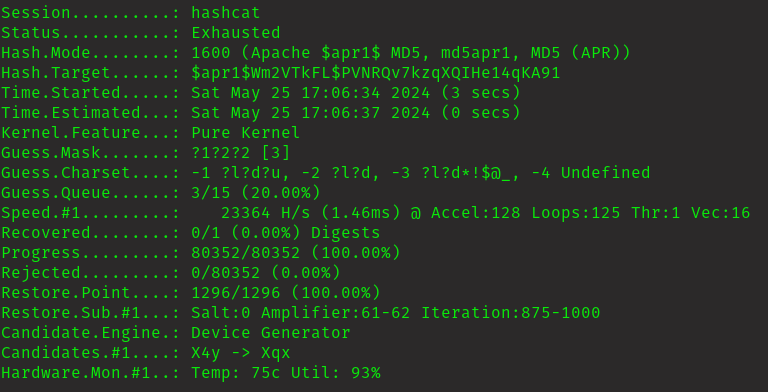 Session..........: hashcat
Status...........: Exhausted
Hash.Mode........: 1600 (Apache $apr1$ MD5, md5apr1, MD5 (APR))
Hash.Target......: $apr1$Wm2VTkFL$PVNRQv7kzqXQIHe14qKA91
Time.Started.....: Sat May 25 17:06:34 2024 (3 secs)
Time.Estimated...: Sat May 25 17:06:37 2024 (0 secs)
Kernel.Feature...: Pure Kernel
Guess.Mask.......: ?1?2?2 [3]
Guess.Charset....: -1 ?l?d?u, -2 ?l?d, -3 ?l?d*!$@_, -4 Undefined
Guess.Queue......: 3/15 (20.00%)
Speed.#1.........:    23364 H/s (1.46ms) @ Accel:128 Loops:125 Thr:1 Vec:16
Recovered........: 0/1 (0.00%) Digests
Progress.........: 80352/80352 (100.00%)
Rejected.........: 0/80352 (0.00%)
Restore.Point....: 1296/1296 (100.00%)
Restore.Sub.#1...: Salt:0 Amplifier:61-62 Iteration:875-1000
Candidate.Engine.: Device Generator
Candidates.#1....: X4y -> Xqx
Hardware.Mon.#1..: Temp: 75c Util: 93%